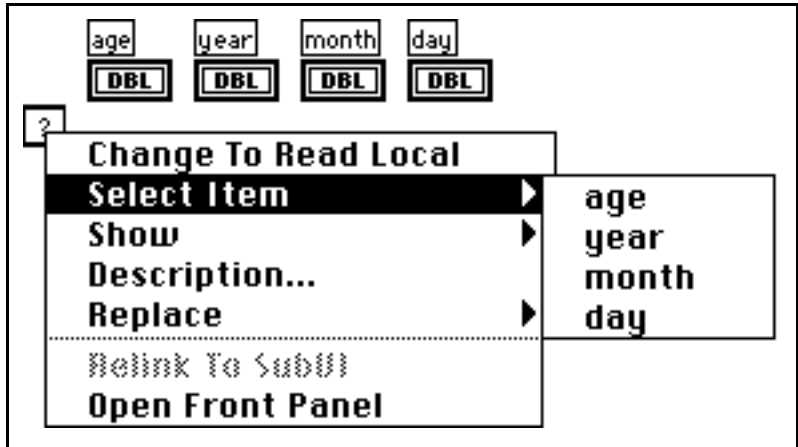 age year month day
DBL DBL DBL DBL
?
Change To Read Local
Select Item
Show
Description...
Replace
Relink To SubVI
Open Front Panel
age
year
month
day